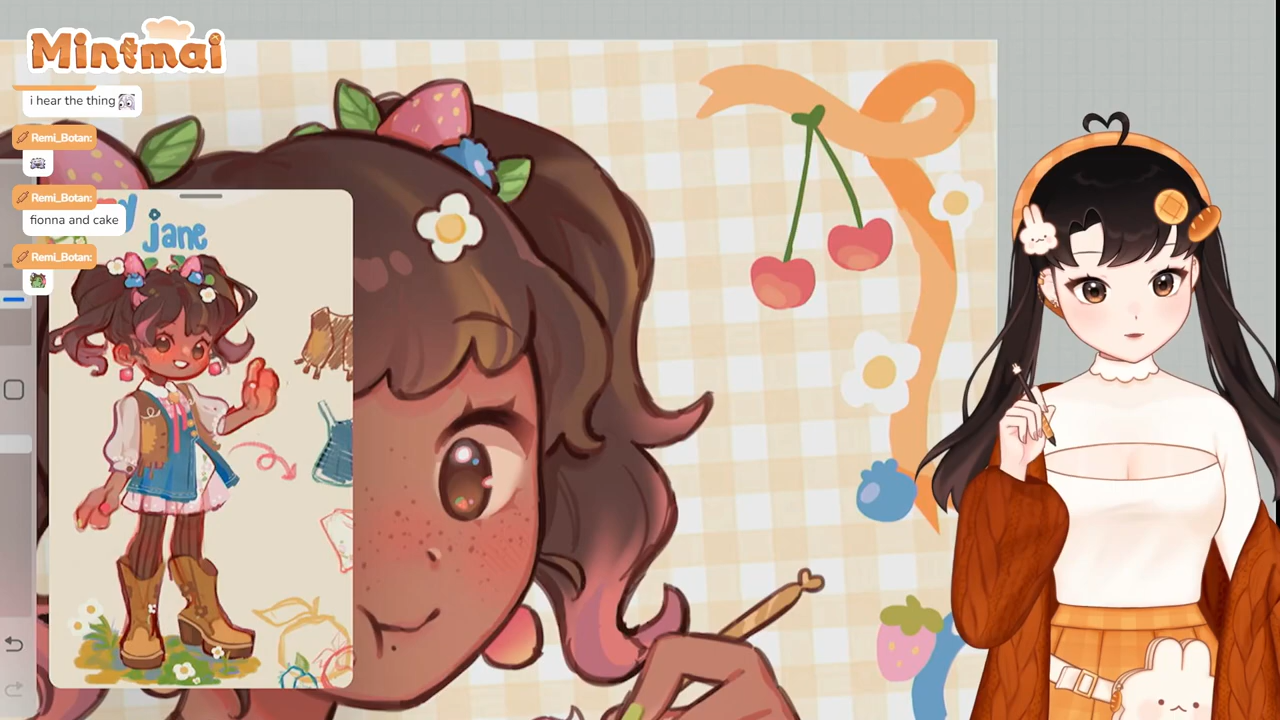 Mintmai
i hear the thing
Remi_Botan:
Remi_Botan:
fionna and cake
Remi_Botan:
jane